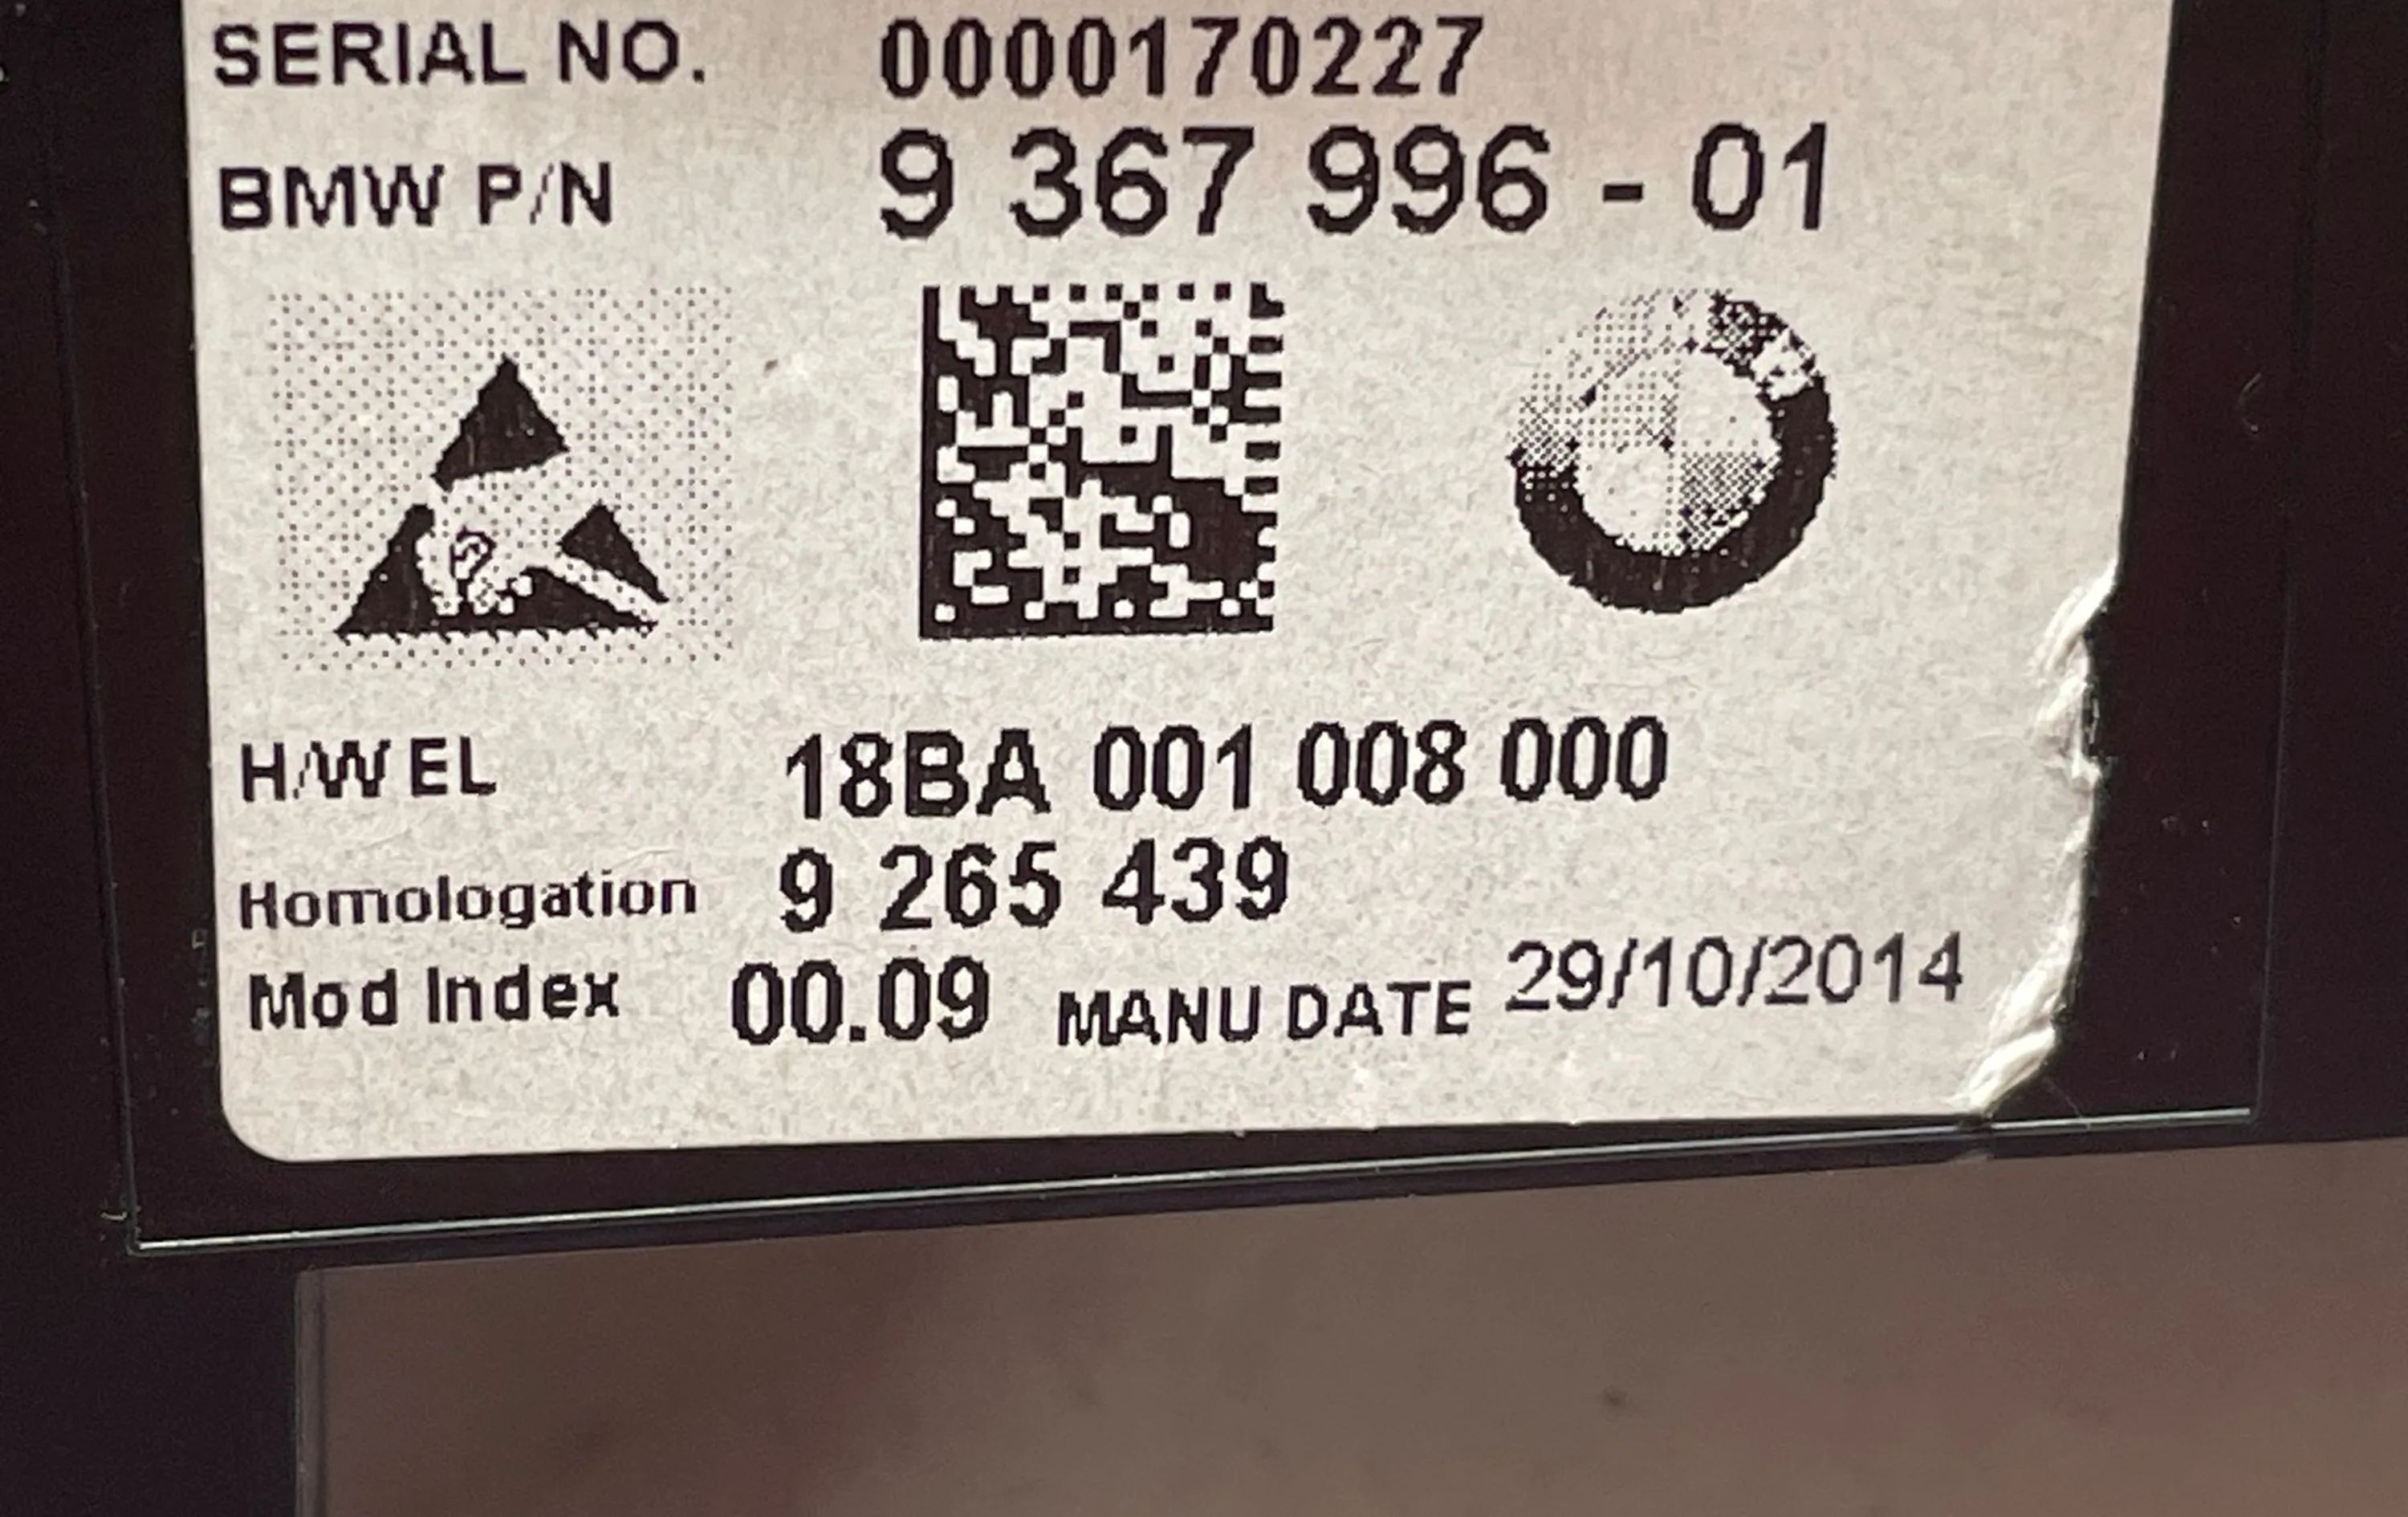 SERIAL NO. 0000170227
BMW P/N 9 367 996 - 01
H/W EL 18BA 001 008 000
Homologation 9 265 439
Mod Index 00.09 MANU DATE 29/10/2014